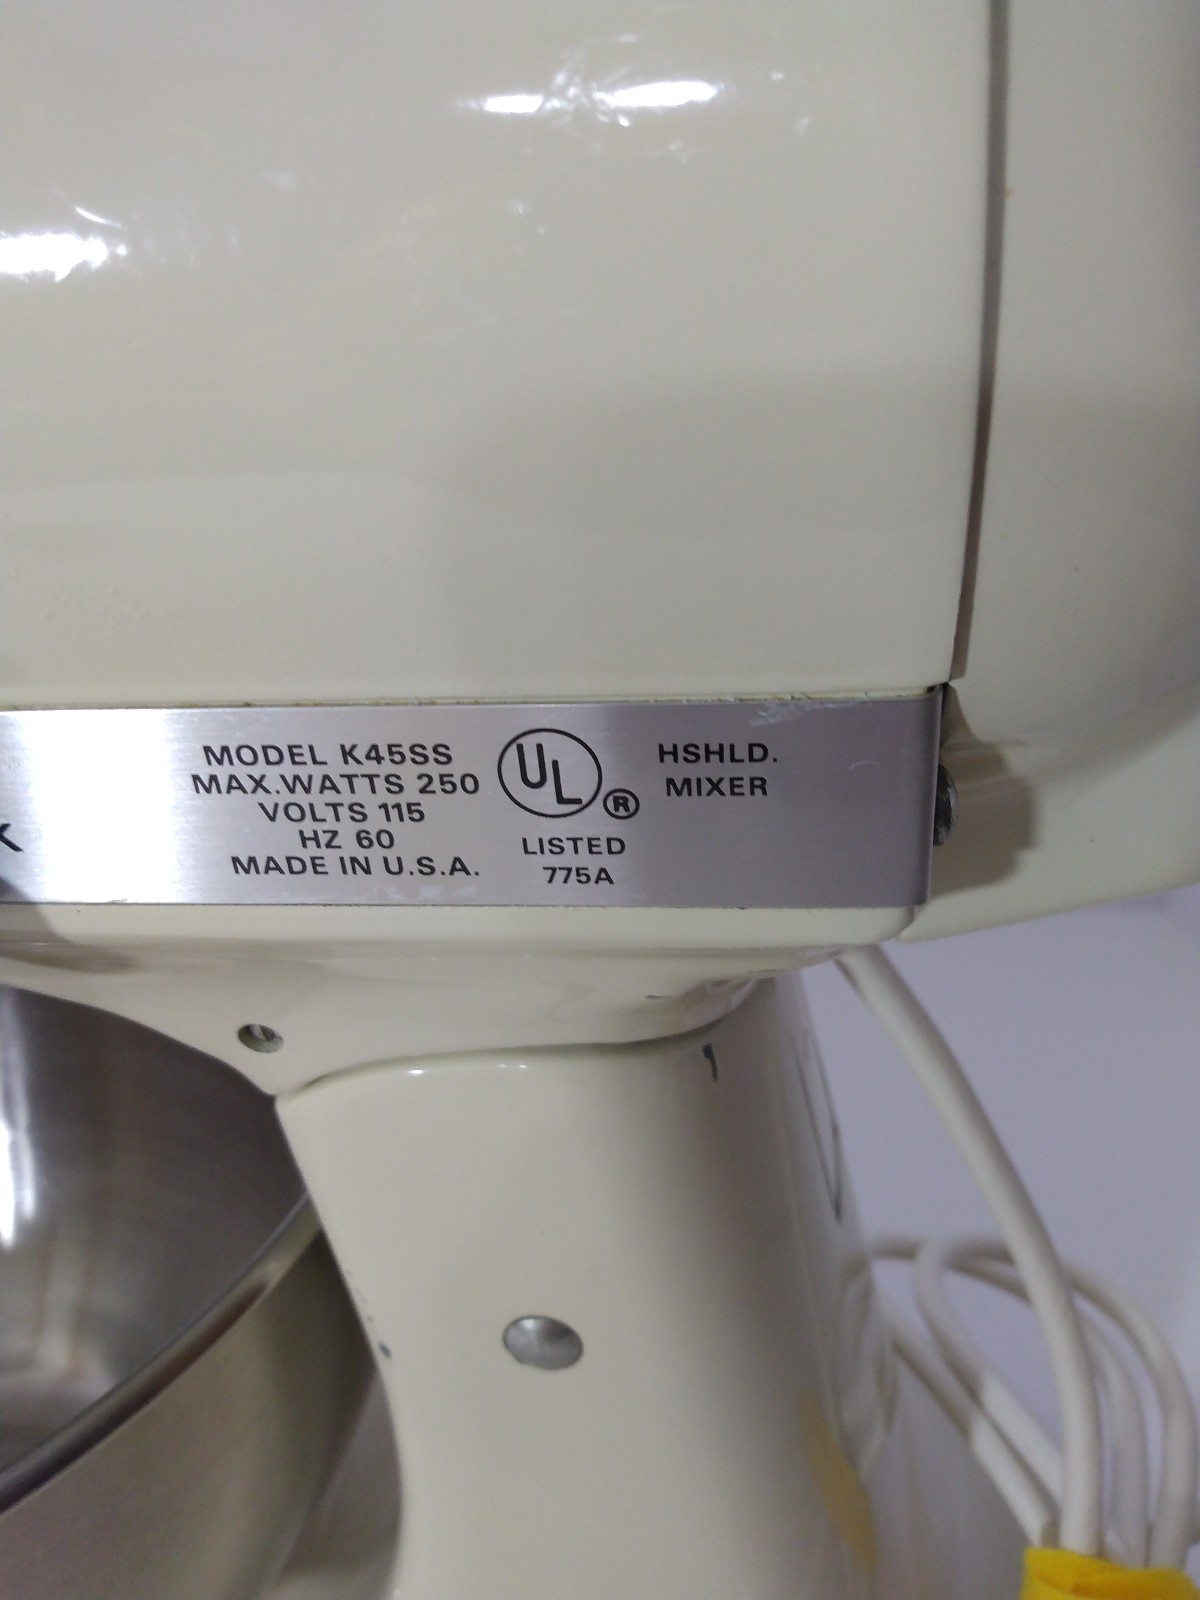 MODEL K45SS
MAX.WATTS 250
VOLTS 115
HZ 60
MADE IN U.S.A.
UL®
LISTED
775A
HSHLD.
MIXER
K